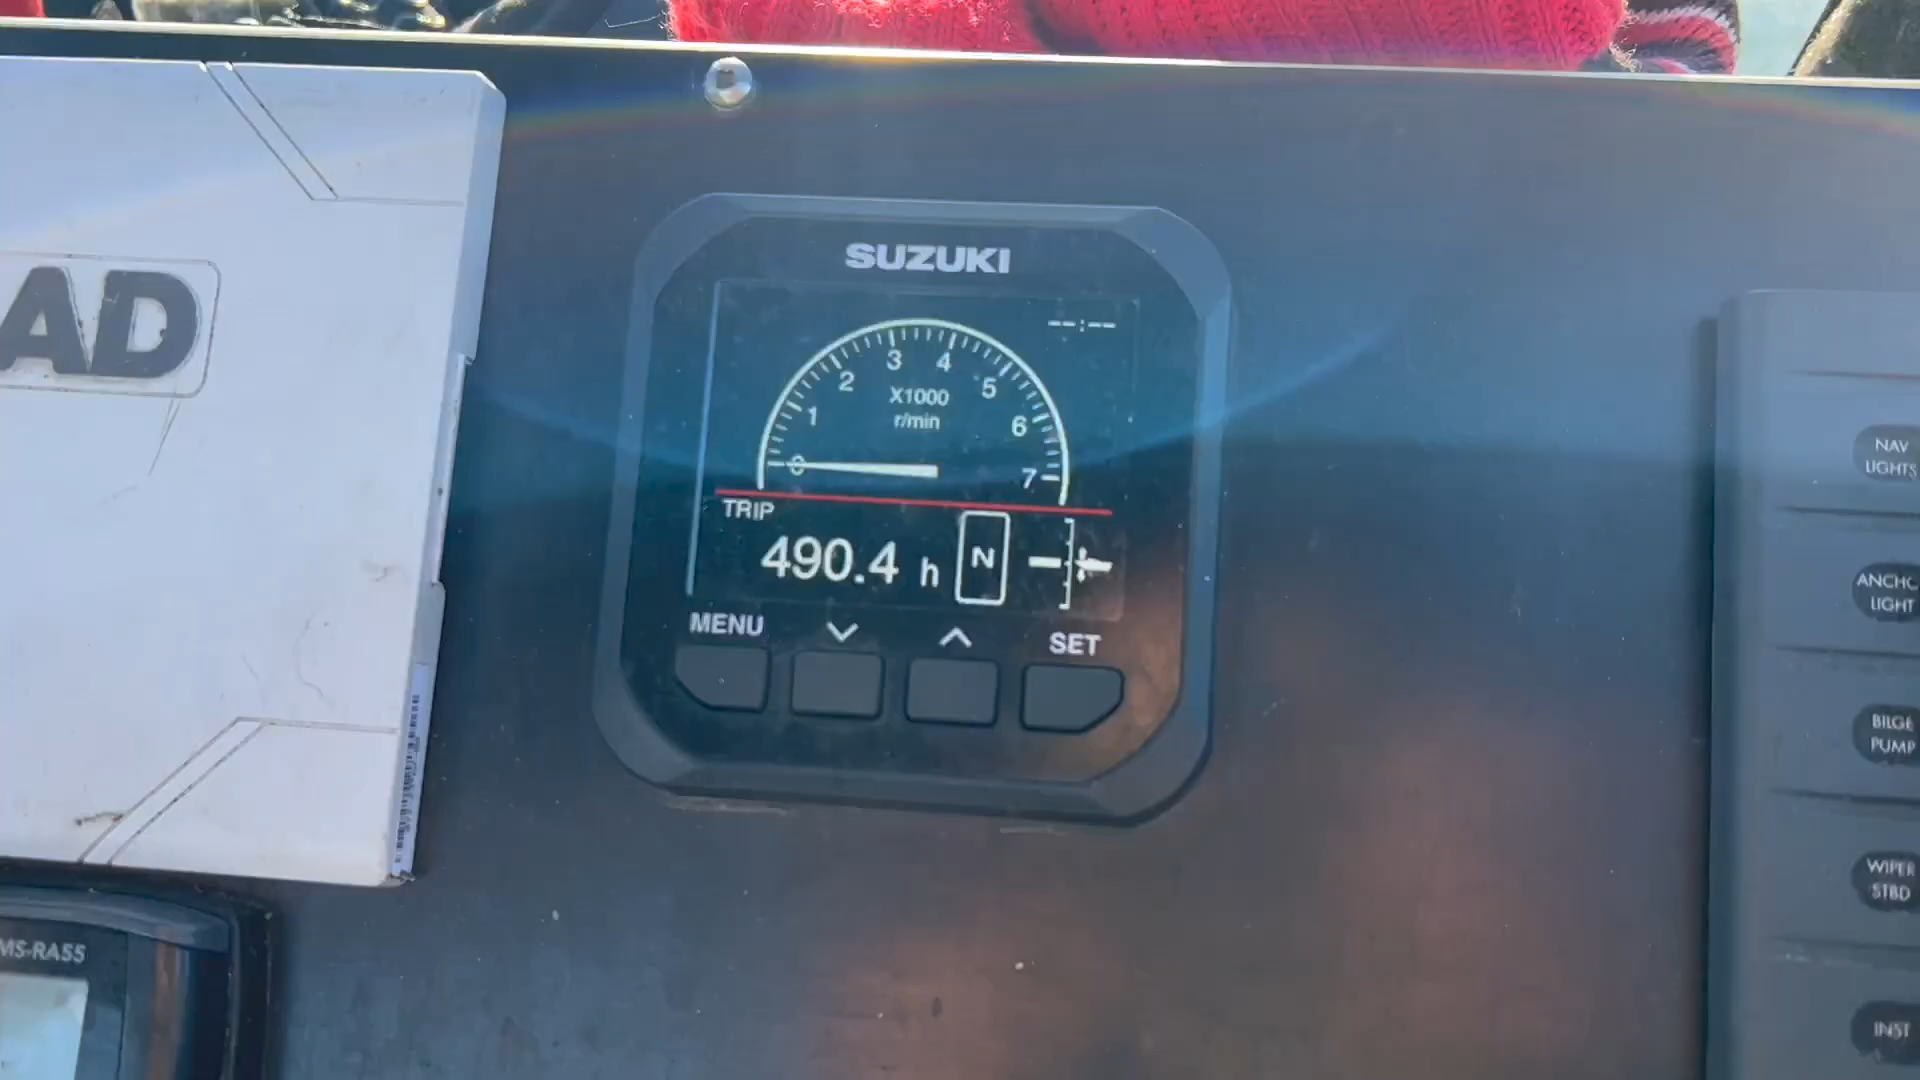 AD
SUZUKI
--:--
0
1
2
3
4
5
6
7
X1000
r/min
TRIP
490.4 h
N
MENU
SET
MS-RA55
NAV
LIGHTS
LIGHT
BILGE
PUMP
WIPER
STBD
INST